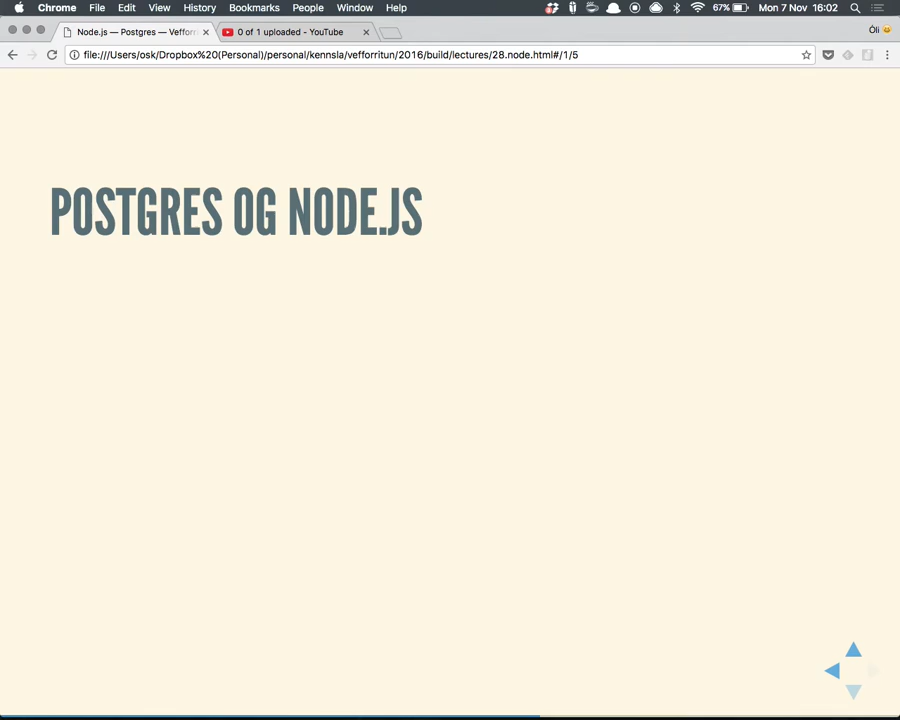 Chrome File Edit View History Bookmarks People Window Help 67% Mon 7 Nov 16:02
Node.js — Postgres — Vefforri
0 of 1 uploaded - YouTube
Óli
file:///Users/osk/Dropbox%20(Personal)/personal/kennsla/vefforritun/2016/build/lectures/28.node.html#/1/5
POSTGRES OG NODE.JS